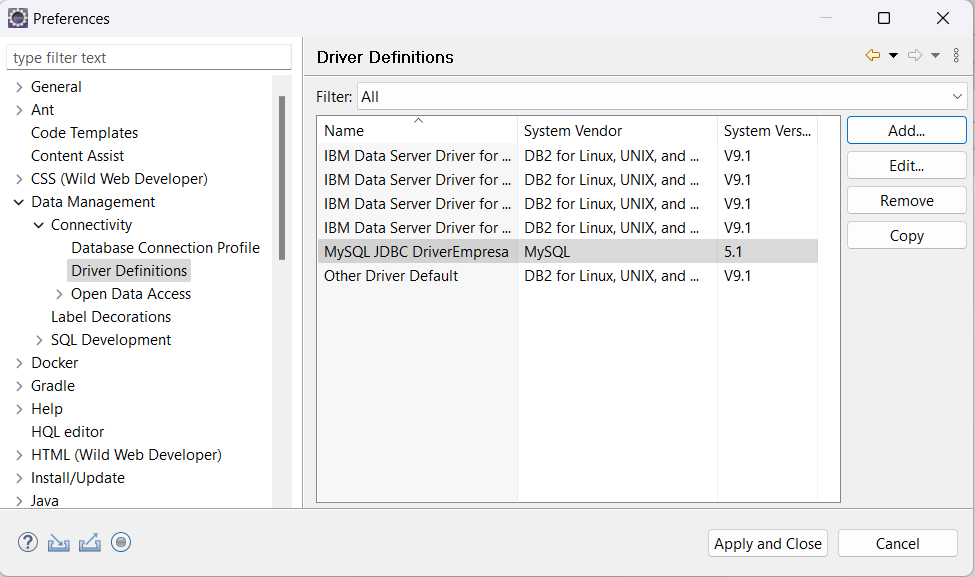 Preferences
type filter text
General
Ant
Code Templates
Content Assist
CSS (Wild Web Developer)
Data Management
Connectivity
Database Connection Profile
Driver Definitions
Open Data Access
Label Decorations
SQL Development
Docker
Gradle
Help
HQL editor
HTML (Wild Web Developer)
Install/Update
Java
Driver Definitions
Filter: All
Name System Vendor System Vers...
IBM Data Server Driver for ... DB2 for Linux, UNIX, and ... V9.1
IBM Data Server Driver for ... DB2 for Linux, UNIX, and ... V9.1
IBM Data Server Driver for ... DB2 for Linux, UNIX, and ... V9.1
IBM Data Server Driver for ... DB2 for Linux, UNIX, and ... V9.1
MySQL JDBC DriverEmpresa MySQL 5.1
Other Driver Default DB2 for Linux, UNIX, and ... V9.1
Add...
Edit...
Remove
Copy
?
Apply and Close Cancel